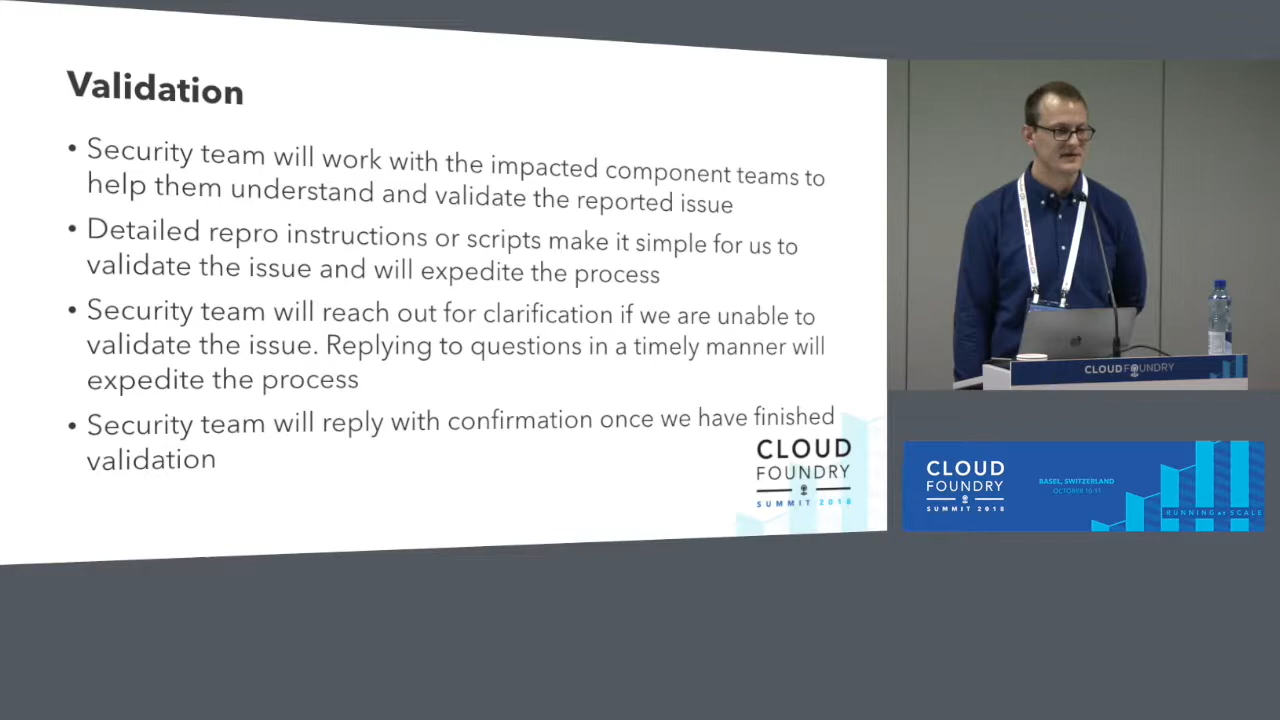 Validation
• Security team will work with the impacted component teams to
help them understand and validate the reported issue
• Detailed repro instructions or scripts make it simple for us to
validate the issue and will expedite the process
• Security team will reach out for clarification if we are unable to
validate the issue. Replying to questions in a timely manner will
expedite the process
• Security team will reply with confirmation once we have finished
validation
CLOUD
FOUNDRY
SUMMIT 2018
CLOUDFOUNDRY
CLOUD
FOUNDRY
SUMMIT 2018
BASEL, SWITZERLAND
OCTOBER 10-11
RUNNING AT SCALE